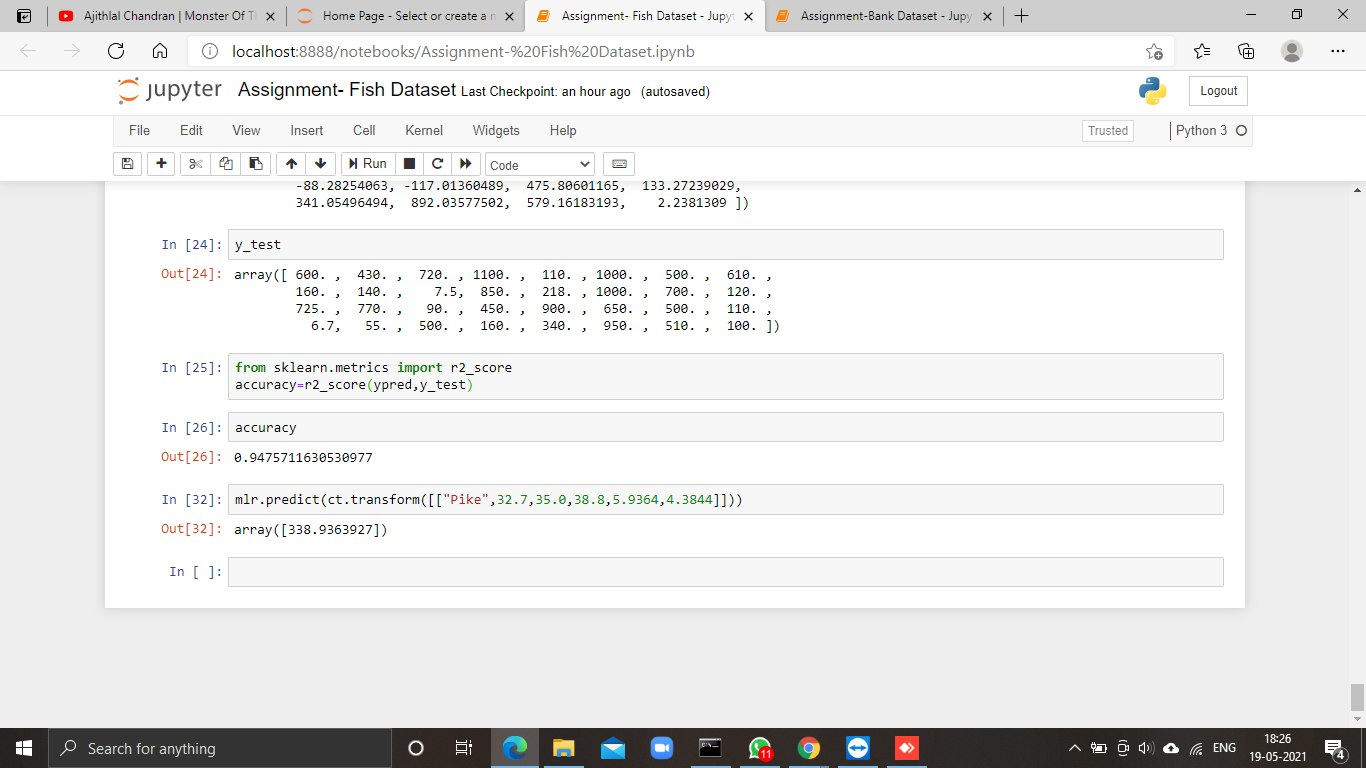 Ajithlal Chandran | Monster Of T
Home Page - Select or create a n
Assignment- Fish Dataset - Jupyt
Assignment-Bank Dataset - Jupy
localhost:8888/notebooks/Assignment-%20Fish%20Dataset.ipynb
jupyter Assignment- Fish Dataset Last Checkpoint: an hour ago (autosaved)
Logout
File Edit View Insert Cell Kernel Widgets Help
Trusted
Python 3
Run
Code
-88.28254063, -117.01360489, 475.80601165, 133.27239029,
341.05496494, 892.03577502, 579.16183193, 2.2381309 ])
In [24]: y_test
Out[24]: array([ 600. , 430. , 720. , 1100. , 110. , 1000. , 500. , 610. ,
160. , 140. , 7.5, 850. , 218. , 1000. , 700. , 120. ,
725. , 770. , 90. , 450. , 900. , 650. , 500. , 110. ,
6.7, 55. , 500. , 160. , 340. , 950. , 510. , 100. ])
In [25]: from sklearn.metrics import r2_score
accuracy=r2_score(ypred,y_test)
In [26]: accuracy
Out[26]: 0.9475711630530977
In [32]: mlr.predict(ct.transform([["Pike",32.7,35.0,38.8,5.9364,4.3844]]))
Out[32]: array([338.9363927])
In [ ]:
Search for anything
11
ENG
18:26
19-05-2021
4